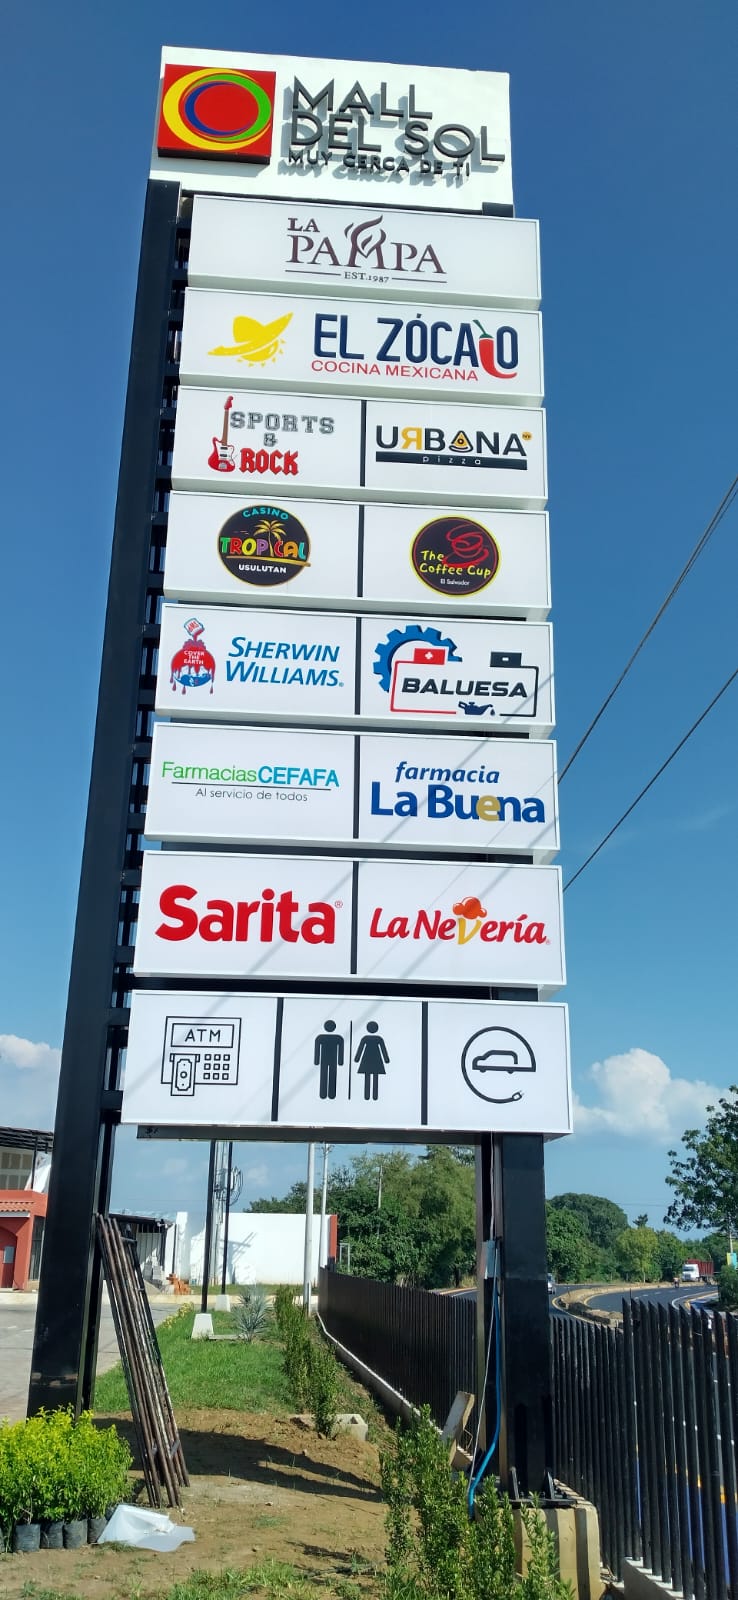 MALL
DEL SOL
MUY CERCA DE TI
LA
PAMPA
EST.1987
EL ZÓCALO
COCINA MEXICANA
SPORTS
&
ROCK
URBANA
pizza
CASINO
TROPICAL
USULUTAN
The
Coffee Cup
El Salvador
COVER
THE
EARTH
SHERWIN
WILLIAMS®
BALUESA
FarmaciasCEFAFA
Al servicio de todos
farmacia
La Buena
Sarita®
La Nevería®
ATM